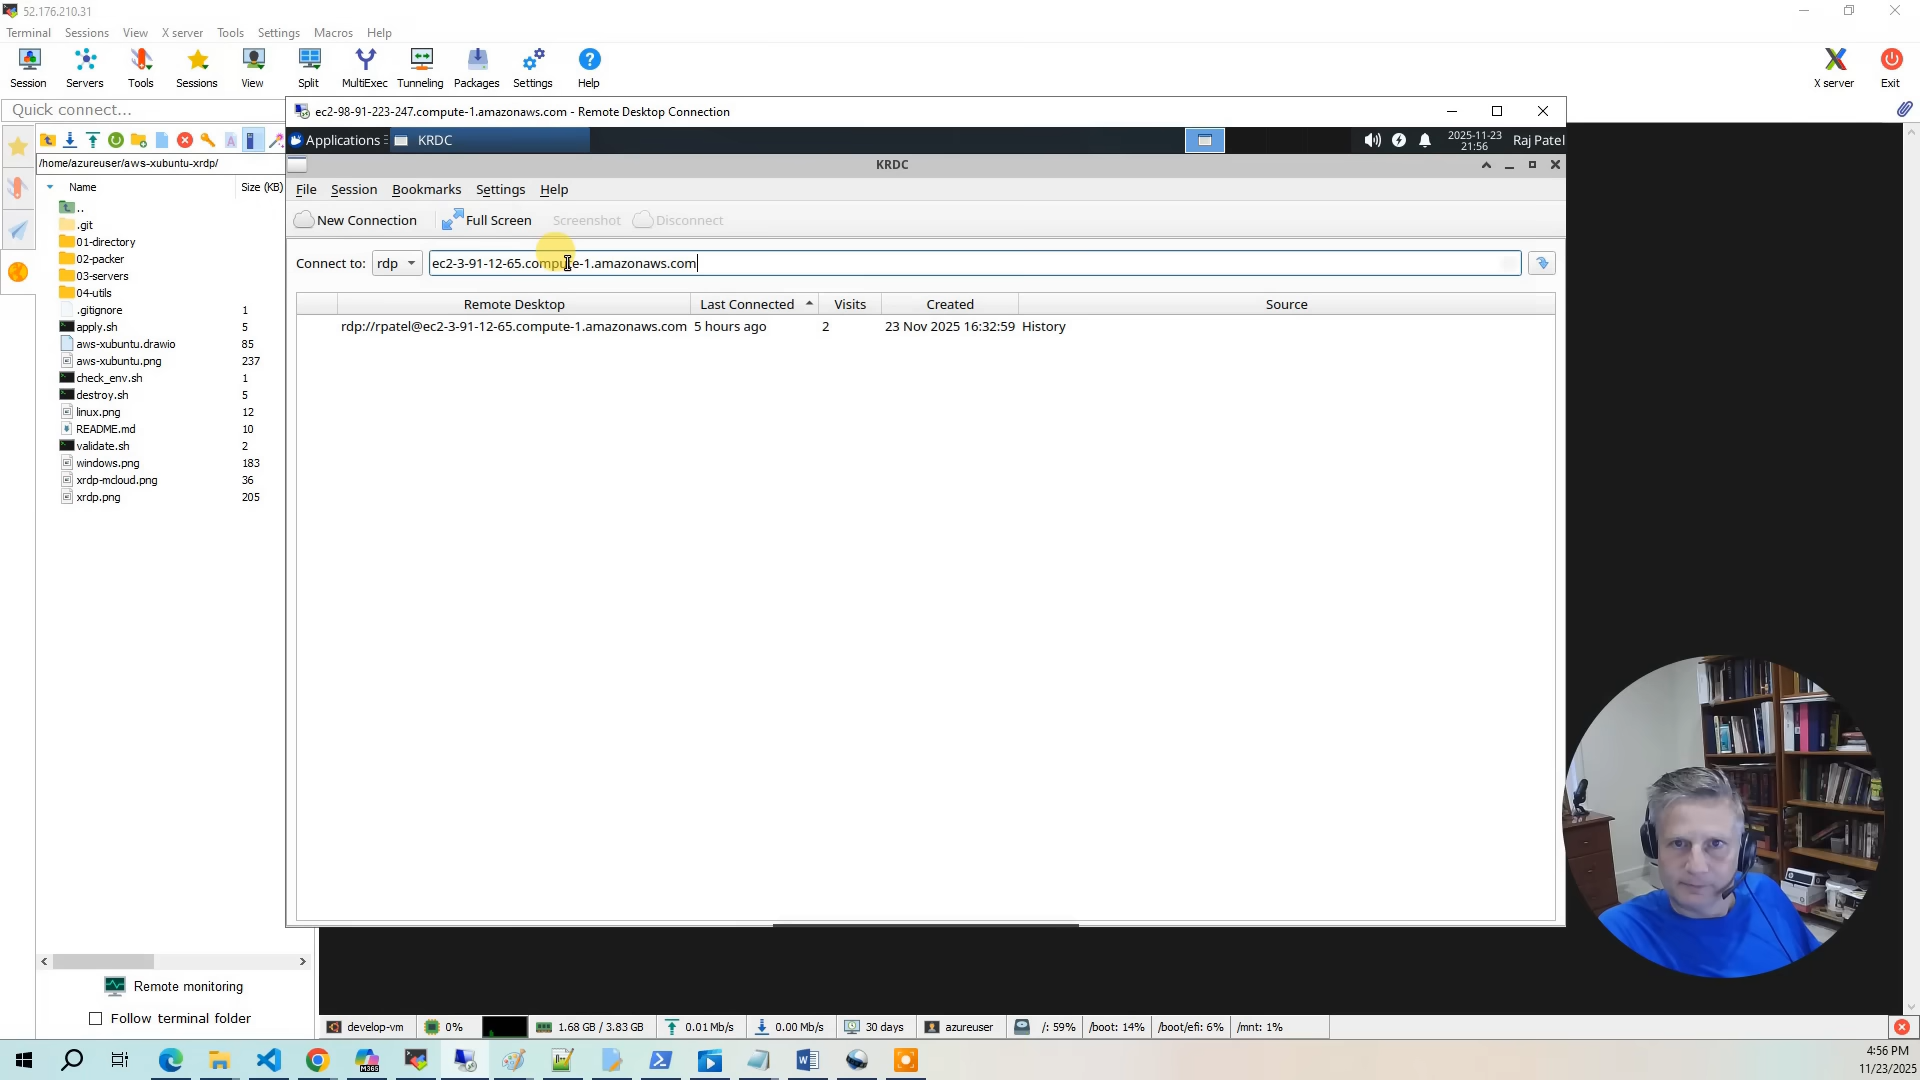 52.176.210.31
Terminal Sessions View X server Tools Settings Macros Help
Session Servers Tools Sessions View Split MultiExec Tunneling Packages Settings Help X server Exit
Quick connect...
ec2-98-91-223-247.compute-1.amazonaws.com - Remote Desktop Connection
Applications KRDC 2025-11-23 21:56 Raj Patel
KRDC
File Session Bookmarks Settings Help
New Connection Full Screen Screenshot Disconnect
Connect to: rdp ec2-3-91-12-65.compute-1.amazonaws.com
Remote Desktop Last Connected Visits Created Source
rdp://rpatel@ec2-3-91-12-65.compute-1.amazonaws.com 5 hours ago 2 23 Nov 2025 16:32:59 History
/home/azureuser/aws-xubuntu-xrdp/
Name Size (KB)
..
.git
01-directory
02-packer
03-servers
04-utils
.gitignore 1
apply.sh 5
aws-xubuntu.drawio 85
aws-xubuntu.png 237
check_env.sh 1
destroy.sh 5
linux.png 12
README.md 10
validate.sh 2
windows.png 183
xrdp-mcloud.png 36
xrdp.png 205
Remote monitoring
Follow terminal folder
develop-vm 0% 1.68 GB / 3.83 GB 0.01 Mb/s 0.00 Mb/s 30 days azureuser /: 59% /boot: 14% /boot/efi: 6% /mnt: 1%
4:56 PM
11/23/2025